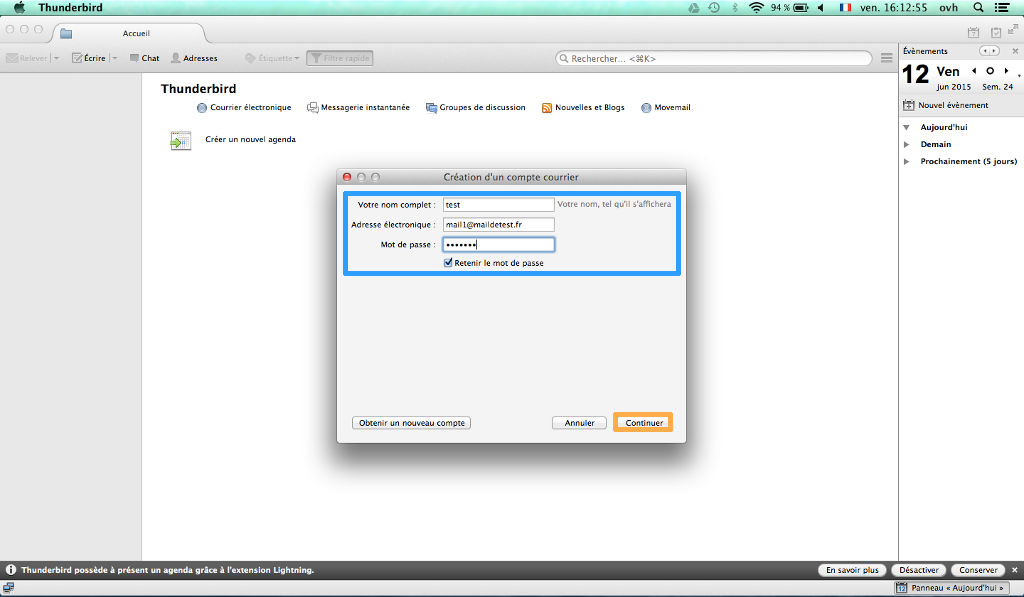 Thunderbird
94 %
ven. 16:12:55
ovh
Accueil
Relever
Écrire
Chat
Adresses
Étiquette
Filtre rapide
Rechercher... <⌘K>
Évènements
12
Ven
jun 2015
Sem. 24
Nouvel évènement
Aujourd'hui
Demain
Prochainement (5 jours)
Thunderbird
Courrier électronique
Messagerie instantanée
Groupes de discussion
Nouvelles et Blogs
Movemail
Créer un nouvel agenda
Création d'un compte courrier
Votre nom complet :
test
Votre nom, tel qu'il s'affichera
Adresse électronique :
mail1@maildetest.fr
Mot de passe :
•••••••
Retenir le mot de passe
Obtenir un nouveau compte
Annuler
Continuer
Thunderbird possède à présent un agenda grâce à l'extension Lightning.
En savoir plus
Désactiver
Conserver
12
Panneau « Aujourd'hui »